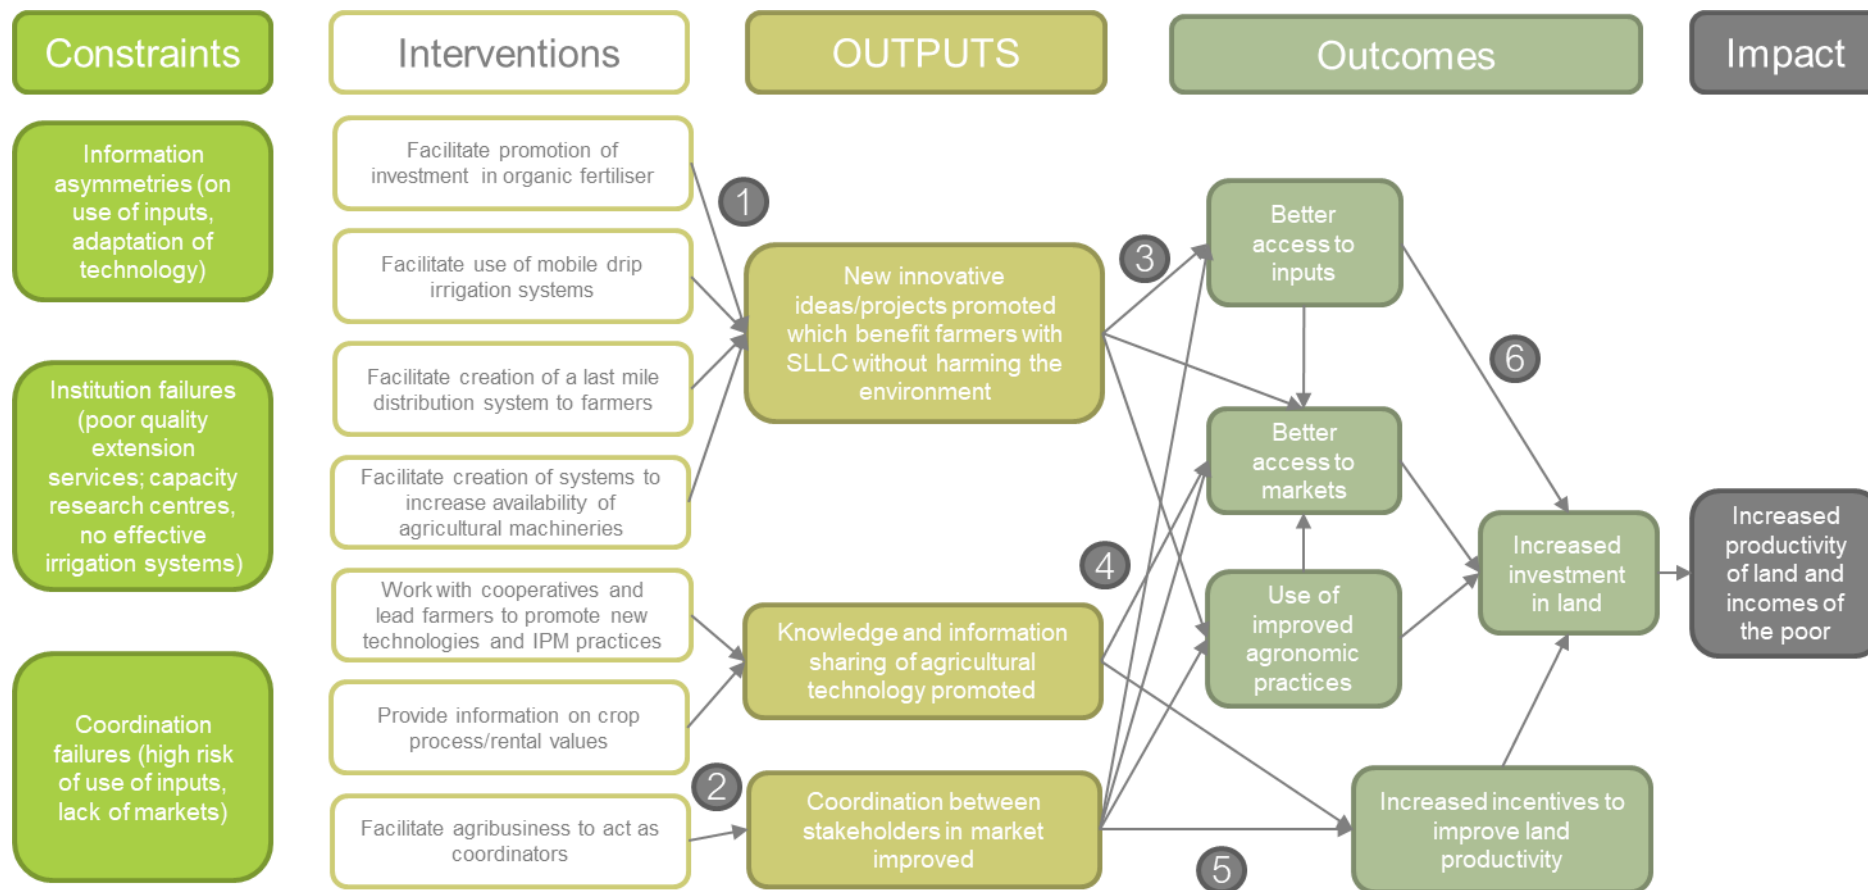 Constraints
Interventions
OUTPUTS
Outcomes
Impact
Information
asymmetries (on
use of inputs,
adaptation of
technology)
Institution failures
(poor quality
extension
services; capacity
research centres,
no effective
irrigation systems)
Coordination
failures (high risk
of use of inputs,
lack of markets)
Facilitate promotion of
investment in organic fertiliser
Facilitate use of mobile drip
irrigation systems
Facilitate creation of a last mile
distribution system to farmers
Facilitate creation of systems to
increase availability of
agricultural machineries
Work with cooperatives and
lead farmers to promote new
technologies and IPM practices
Provide information on crop
process/rental values
Facilitate agribusiness to act as
coordinators
1
2
New innovative
ideas/projects promoted
which benefit farmers with
SLLC without harming the
environment
Knowledge and information
sharing of agricultural
technology promoted
Coordination between
stakeholders in market
improved
3
4
5
Better
access to
inputs
Better
access to
markets
Use of
improved
agronomic
practices
Increased incentives to
improve land
productivity
6
Increased
investment
in land
Increased
productivity
of land and
incomes of
the poor